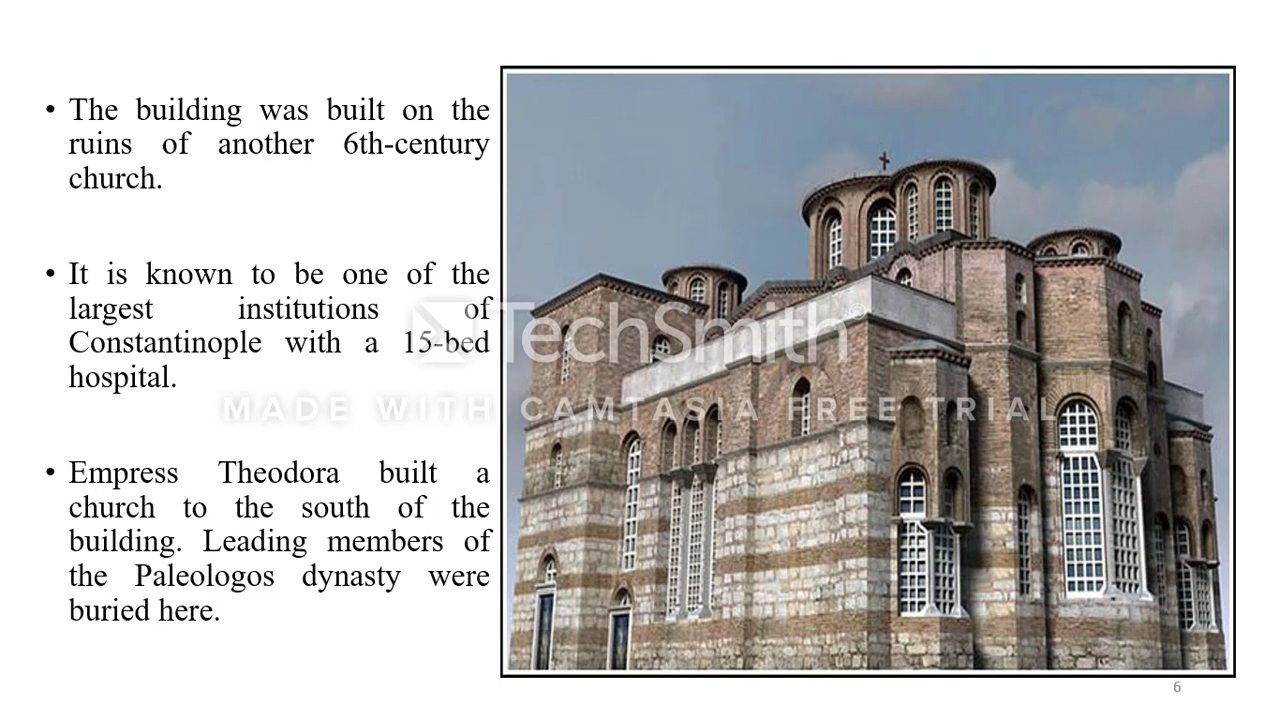 • The building was built on the
ruins of another 6th-century
church.
• It is known to be one of the
largest institutions of
Constantinople with a 15-bed
hospital.
• Empress Theodora built a
church to the south of the
building. Leading members of
the Paleologos dynasty were
buried here.
TechSmith
MADE WITH CAMTASIA FREE TRIAL
6